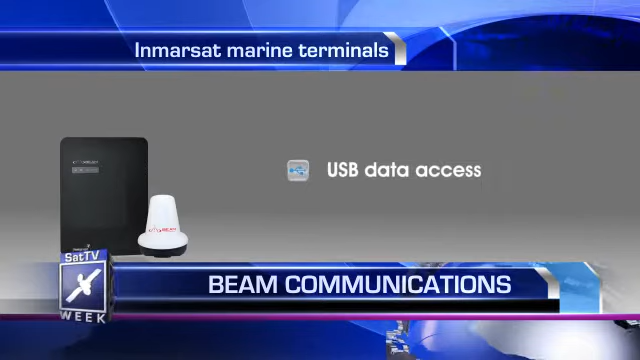 Inmarsat marine terminals
USB data access
SatTV
BEAM COMMUNICATIONS
WEEK